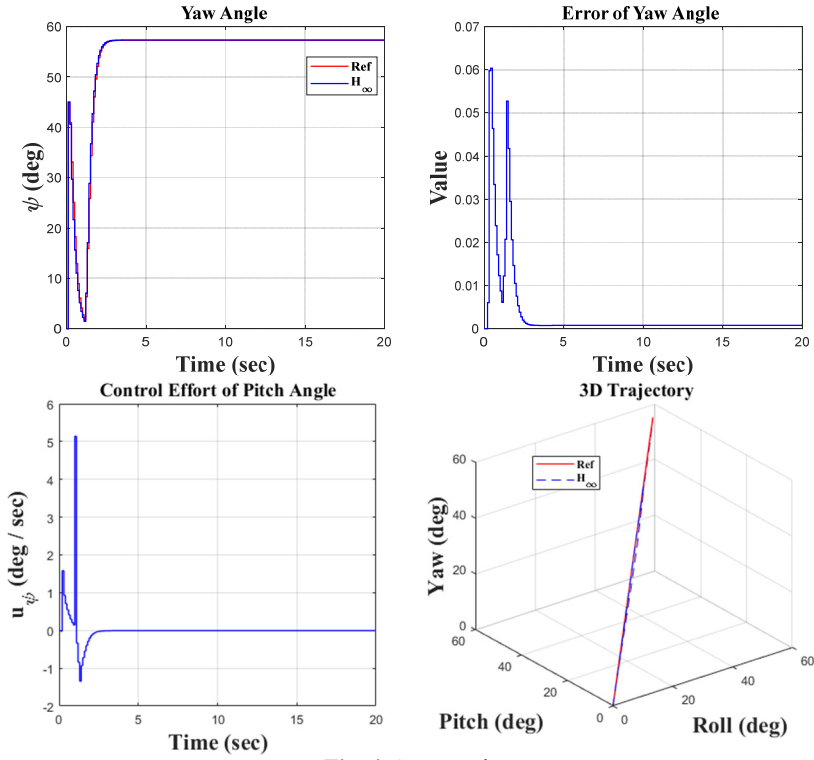 Yaw Angle
60
50
40
30
20
10
0
ψ (deg)
Ref
H∞
0 5 10 15 20
Time (sec)
Error of Yaw Angle
0.07
0.06
0.05
0.04
0.03
0.02
0.01
0
Value
0 5 10 15 20
Time (sec)
Control Effort of Pitch Angle
6
5
4
3
2
1
0
-1
-2
u_ψ (deg / sec)
0 5 10 15 20
Time (sec)
3D Trajectory
Ref
H∞
60
40
20
0
Yaw (deg)
60
40
20
0
Pitch (deg)
0
20
40
60
Roll (deg)